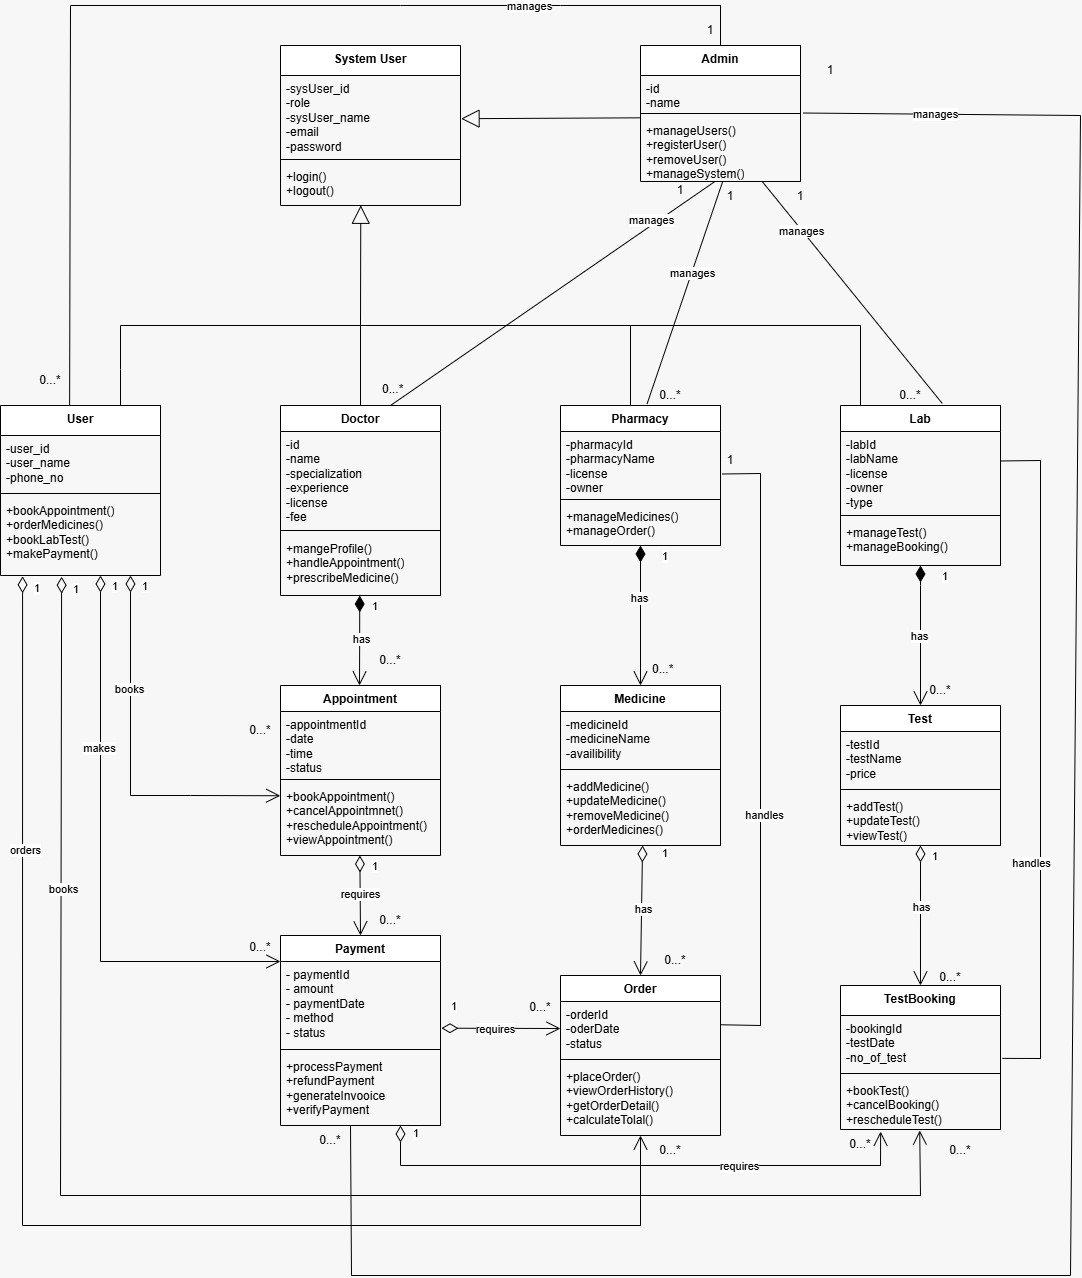 manages
1
System User
-sysUser_id
-role
-sysUser_name
-email
-password
+login()
+logout()
Admin
-id
-name
+manageUsers()
+registerUser()
+removeUser()
+manageSystem()
1
manages
1
1
1
manages
manages
manages
0...*
0...*
0...*
0...*
User
-user_id
-user_name
-phone_no
+bookAppointment()
+orderMedicines()
+bookLabTest()
+makePayment()
Doctor
-id
-name
-specialization
-experience
-license
-fee
+mangeProfile()
+handleAppointment()
+prescribeMedicine()
Pharmacy
-pharmacyId
-pharmacyName
-license
-owner
+manageMedicines()
+manageOrder()
1
Lab
-labId
-labName
-license
-owner
-type
+manageTest()
+manageBooking()
1
1
1
1
1
has
0...*
1
has
0...*
1
has
0...*
books
makes
orders
books
0...*
Appointment
-appointmentId
-date
-time
-status
+bookAppointment()
+cancelAppointmnet()
+rescheduleAppointment()
+viewAppointment()
Medicine
-medicineId
-medicineName
-availibility
+addMedicine()
+updateMedicine()
+removeMedicine()
+orderMedicines()
handles
Test
-testId
-testName
-price
+addTest()
+updateTest()
+viewTest()
handles
1
requires
0...*
1
has
0...*
1
has
0...*
0...*
Payment
- paymentId
- amount
- paymentDate
- method
- status
+processPayment
+refundPayment
+generateInvooice
+verifyPayment
1
requires
0...*
Order
-orderId
-oderDate
-status
+placeOrder()
+viewOrderHistory()
+getOrderDetail()
+calculateTolal()
TestBooking
-bookingId
-testDate
-no_of_test
+bookTest()
+cancelBooking()
+rescheduleTest()
0...*
1
0...*
requires
0...*
0...*